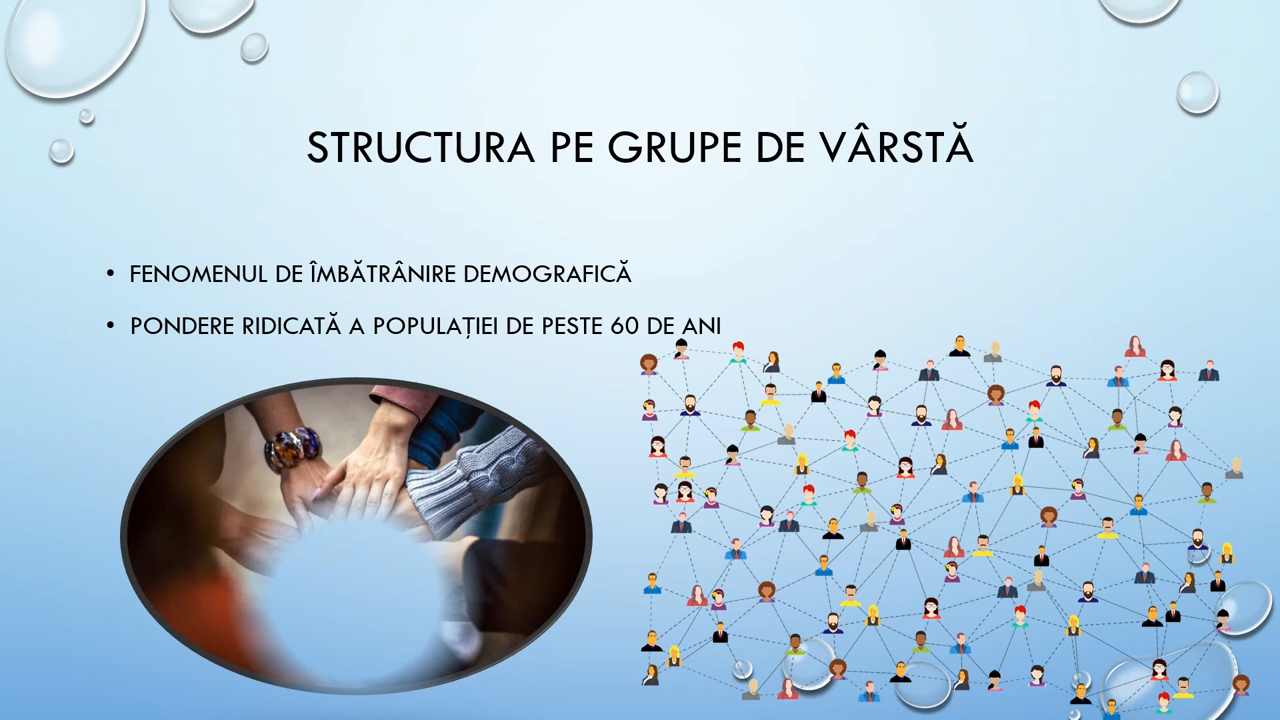 STRUCTURA PE GRUPE DE VÂRSTĂ
• FENOMENUL DE ÎMBĂTRÂNIRE DEMOGRAFICĂ
• PONDERE RIDICATĂ A POPULAȚIEI DE PESTE 60 DE ANI